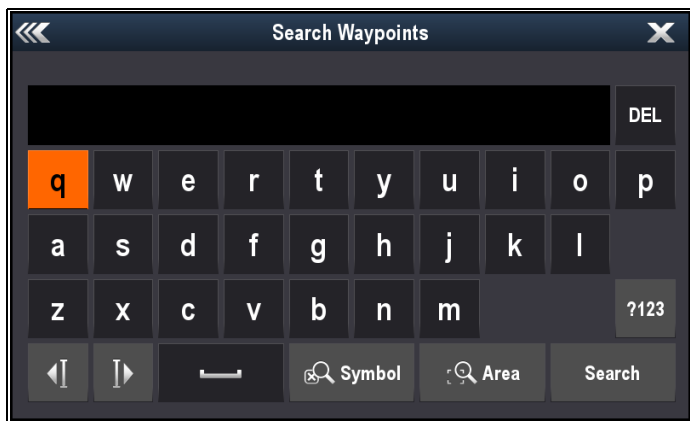 Search Waypoints
DEL
q w e r t y u i o p
a s d f g h j k l
z x c v b n m ?123
Symbol Area Search